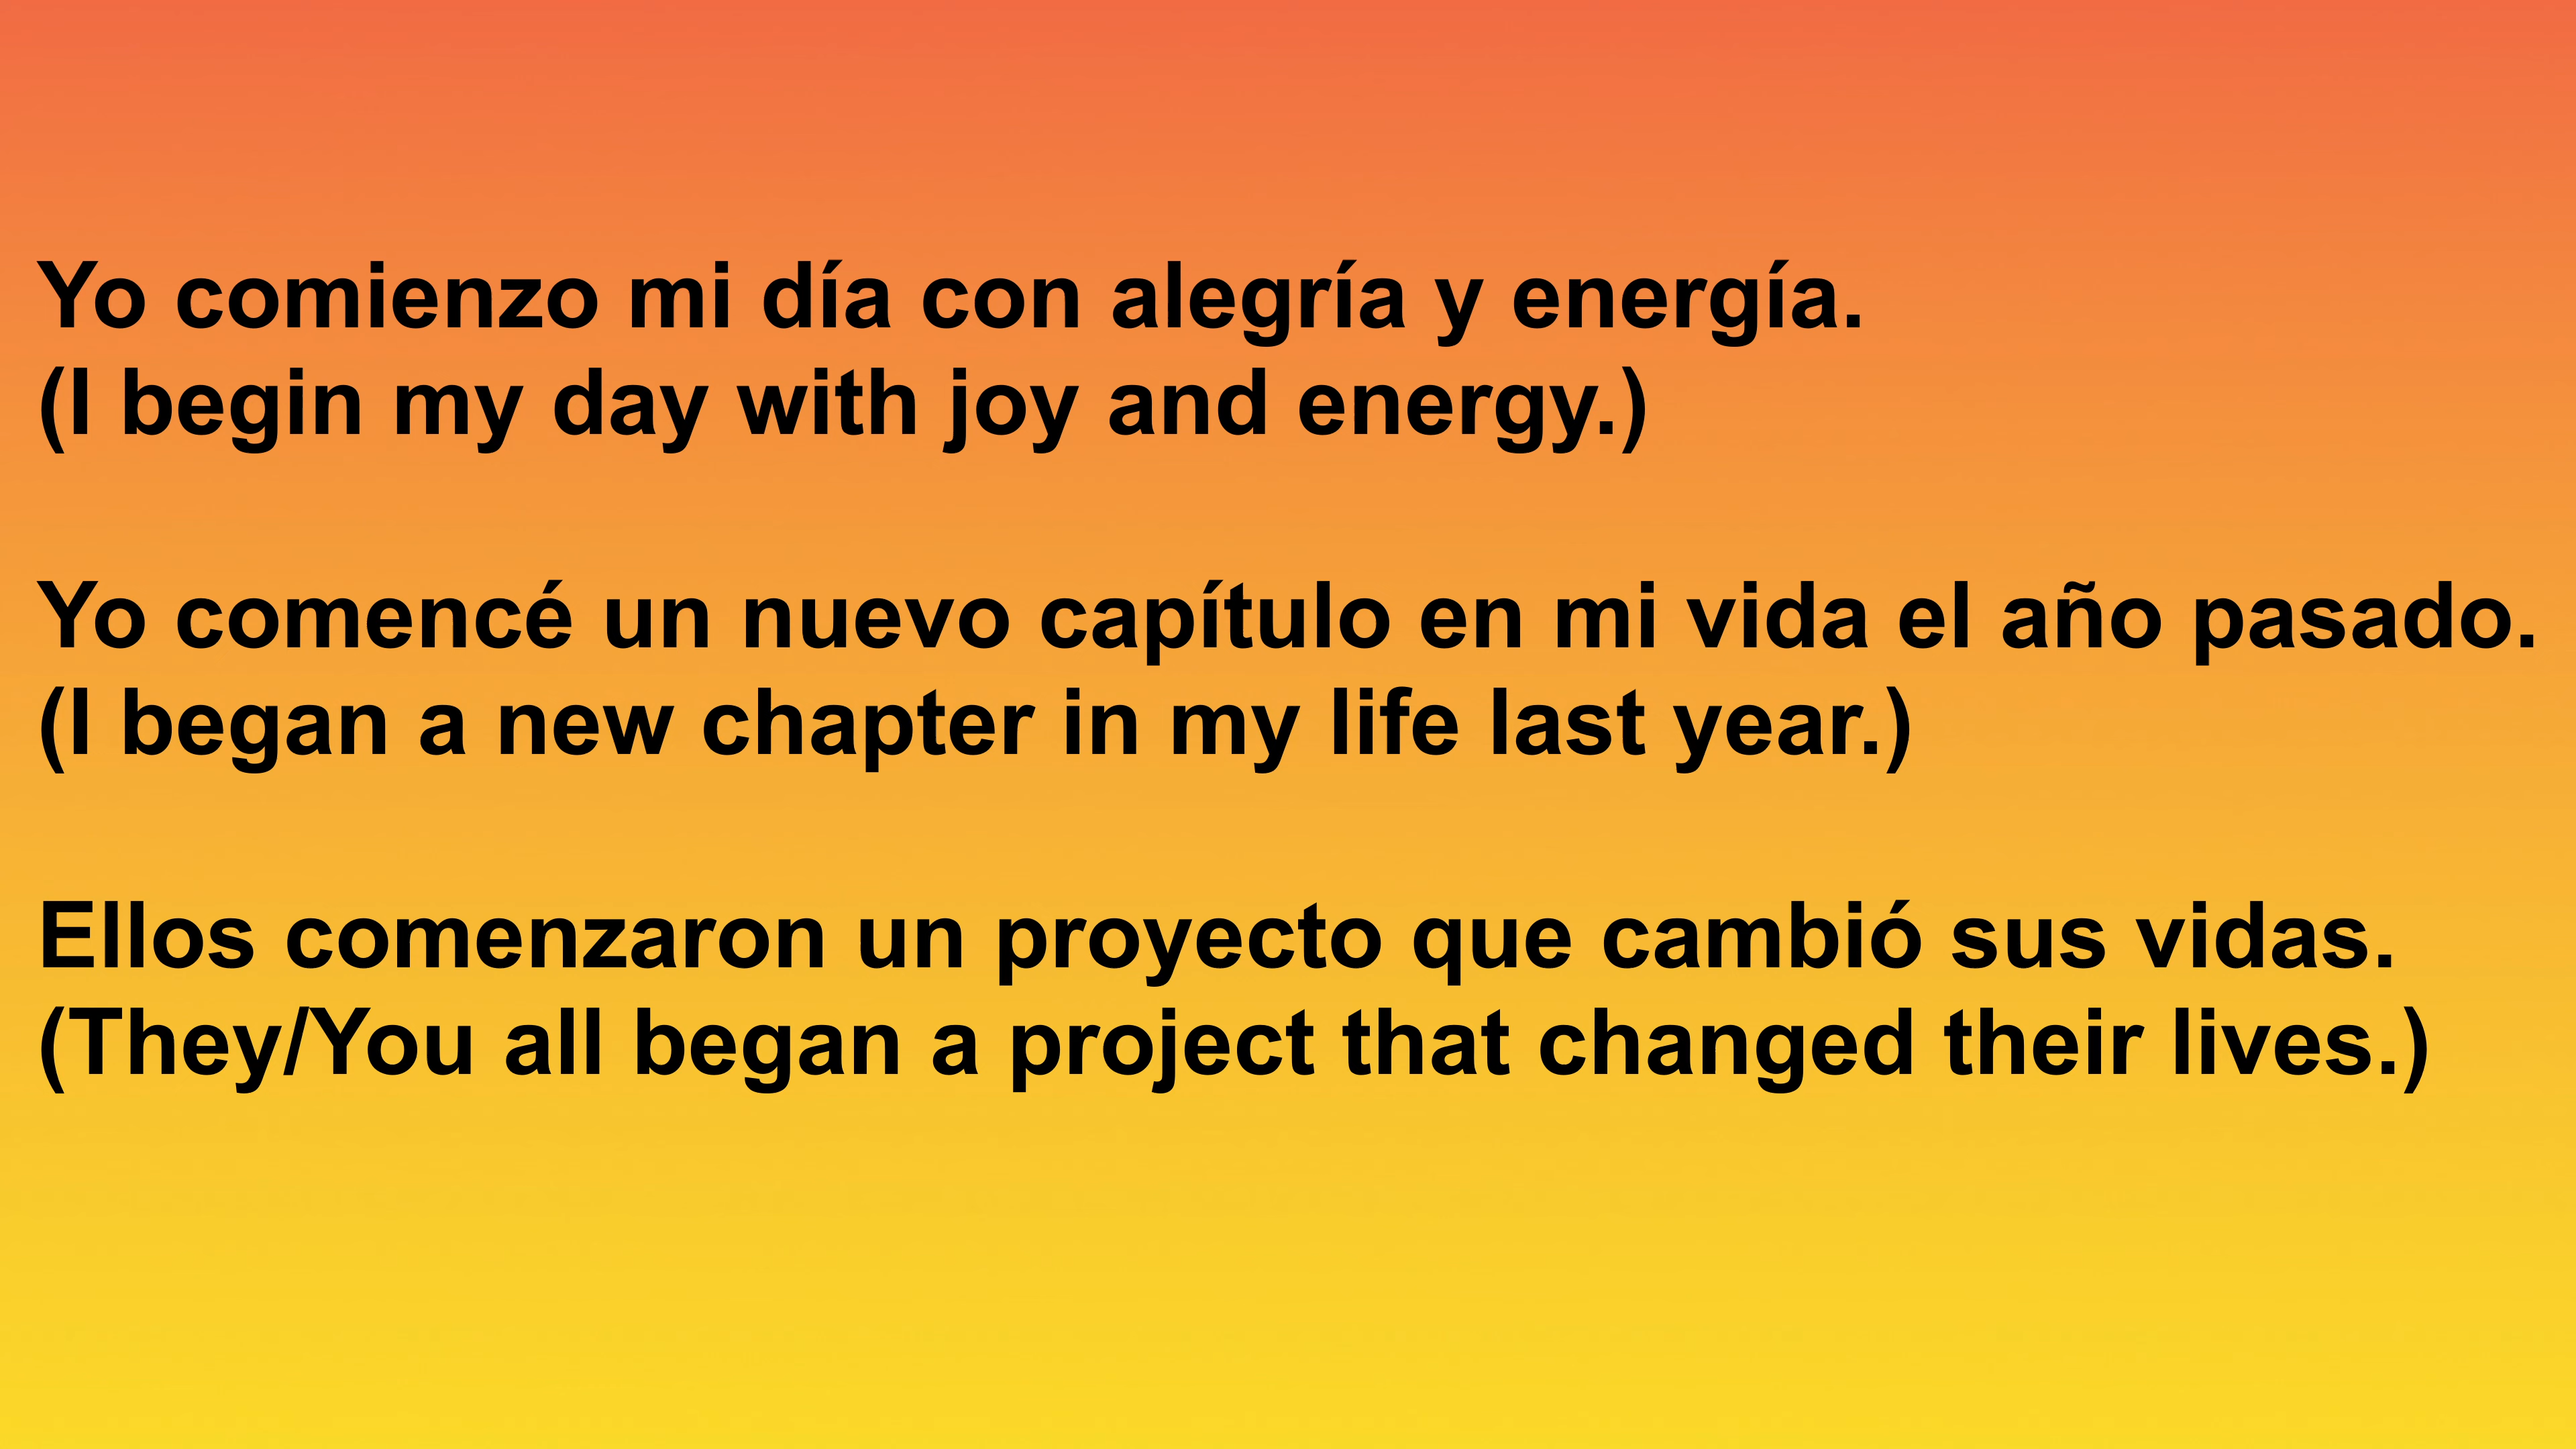 Yo comienzo mi día con alegría y energía.
(I begin my day with joy and energy.)
Yo comencé un nuevo capítulo en mi vida el año pasado.
(I began a new chapter in my life last year.)
Ellos comenzaron un proyecto que cambió sus vidas.
(They/You all began a project that changed their lives.)